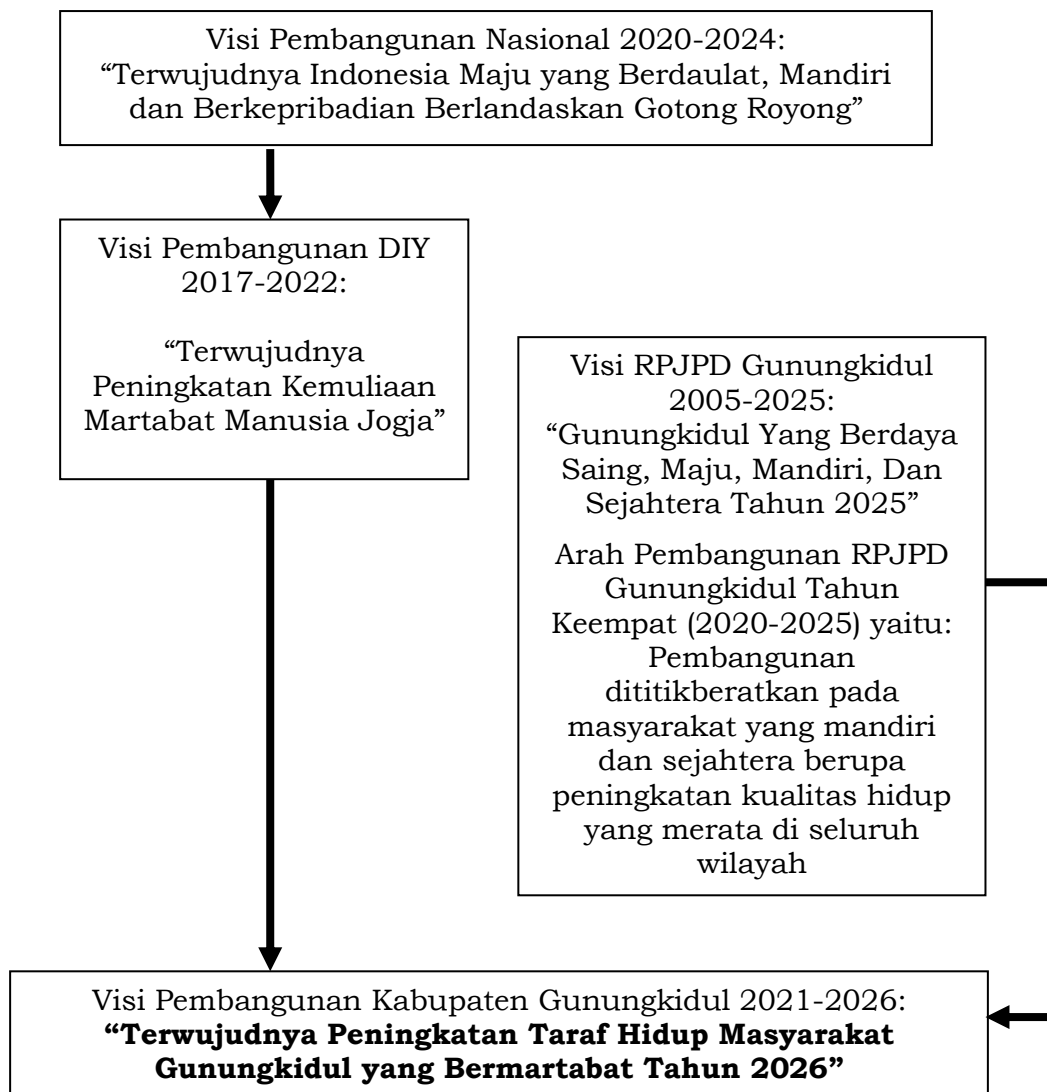 Visi Pembangunan Nasional 2020-2024:
“Terwujudnya Indonesia Maju yang Berdaulat, Mandiri
dan Berkepribadian Berlandaskan Gotong Royong”
Visi Pembangunan DIY
2017-2022:
“Terwujudnya
Peningkatan Kemuliaan
Martabat Manusia Jogja”
Visi RPJPD Gunungkidul
2005-2025:
“Gunungkidul Yang Berdaya
Saing, Maju, Mandiri, Dan
Sejahtera Tahun 2025”
Arah Pembangunan RPJPD
Gunungkidul Tahun
Keempat (2020-2025) yaitu:
Pembangunan
dititikberatkan pada
masyarakat yang mandiri
dan sejahtera berupa
peningkatan kualitas hidup
yang merata di seluruh
wilayah
Visi Pembangunan Kabupaten Gunungkidul 2021-2026:
“Terwujudnya Peningkatan Taraf Hidup Masyarakat
Gunungkidul yang Bermartabat Tahun 2026”